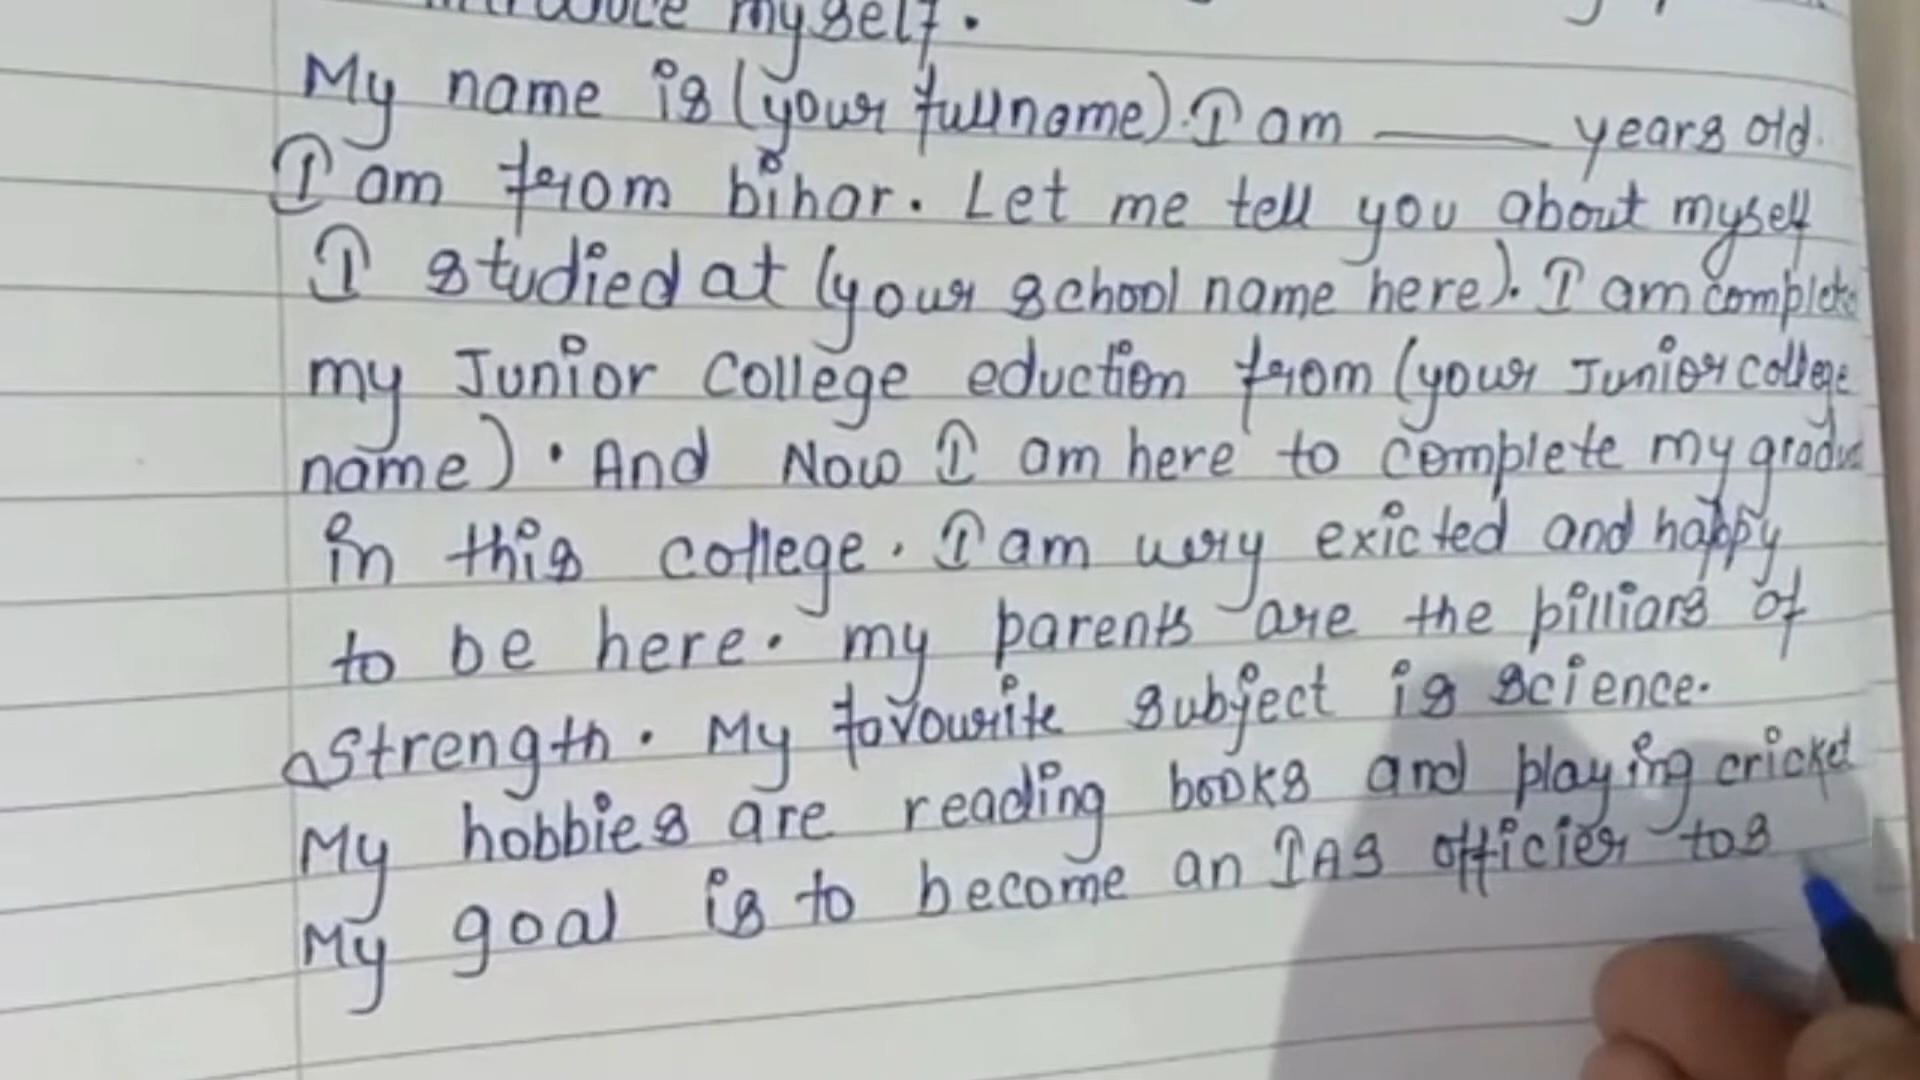 introduce myself.
My name is (your fullname). I am ____ years old.
I am from bihar. Let me tell you about myself
I studied at (your school name here). I am complete
my Junior College eduction from (your Junior college
name). And Now I am here to complete my gradu
in this college. I am very exicted and happy
to be here. my parents are the pilliars of
strength. My favourite subject is science.
My hobbies are reading books and playing cricket
My goal is to become an IAS officier to s